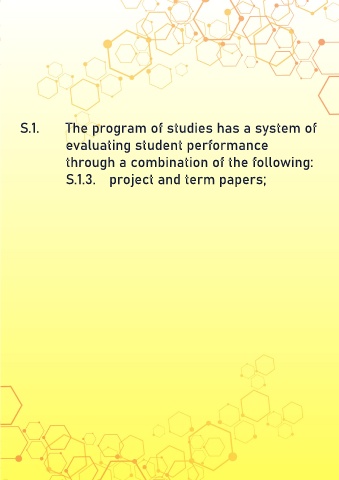 S.1. The program of studies has a system of
evaluating student performance
through a combination of the following:
S.1.3. project and term papers;